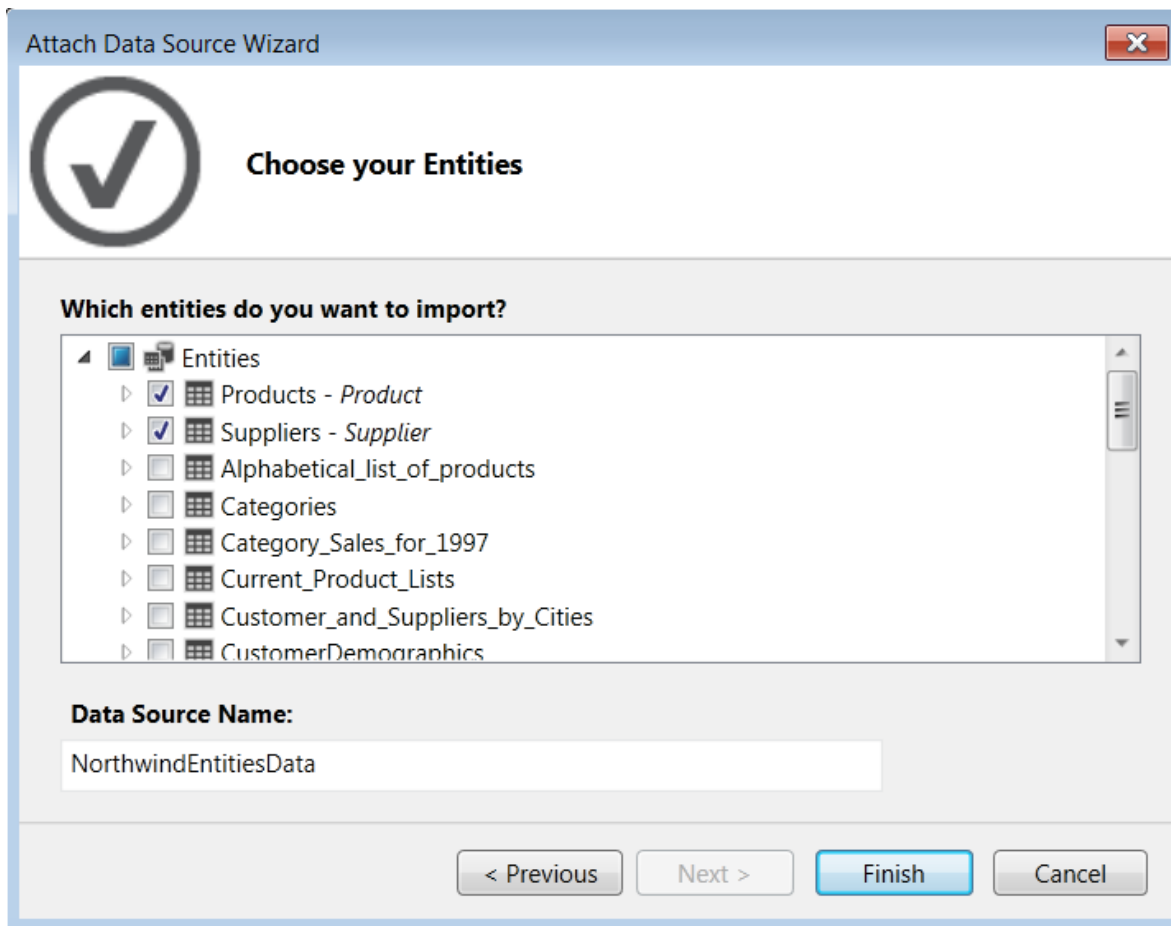 Attach Data Source Wizard
Choose your Entities
Which entities do you want to import?
Entities
Products - Product
Suppliers - Supplier
Alphabetical_list_of_products
Categories
Category_Sales_for_1997
Current_Product_Lists
Customer_and_Suppliers_by_Cities
CustomerDemographics
Data Source Name:
NorthwindEntitiesData
< Previous Next > Finish Cancel